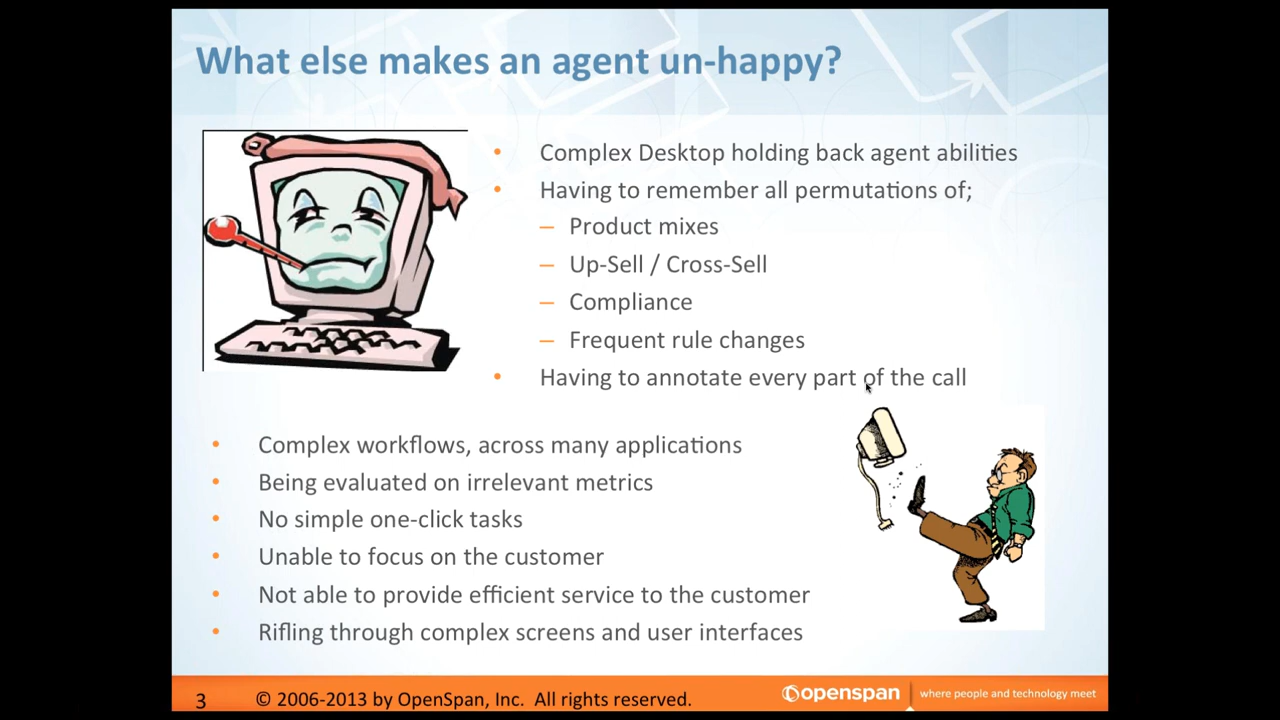 What else makes an agent un-happy?
• Complex Desktop holding back agent abilities
• Having to remember all permutations of;
– Product mixes
– Up-Sell / Cross-Sell
– Compliance
– Frequent rule changes
• Having to annotate every part of the call
• Complex workflows, across many applications
• Being evaluated on irrelevant metrics
• No simple one-click tasks
• Unable to focus on the customer
• Not able to provide efficient service to the customer
• Rifling through complex screens and user interfaces
3 © 2006-2013 by OpenSpan, Inc. All rights reserved. openspan where people and technology meet